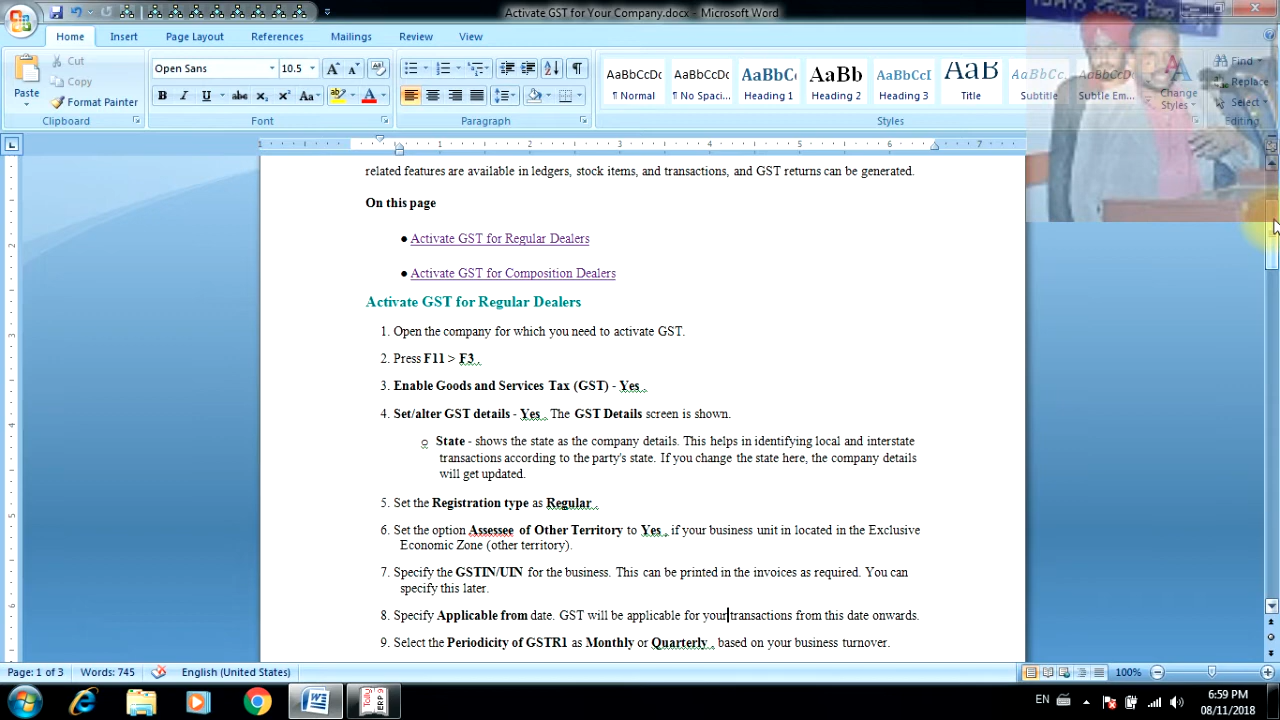 Activate GST for Your Company.docx - Microsoft Word
Home Insert Page Layout References Mailings Review View
Paste
Cut
Copy
Format Painter
Clipboard
Open Sans 10.5
Font
Paragraph
AaBbCcDc AaBbCcDc AaBbCc AaBb AaBbCcI AaB AaBbCcI AaBbCcDc
¶ Normal ¶ No Spaci... Heading 1 Heading 2 Heading 3 Title Subtitle Subtle Em...
Change Styles
Styles
Find
Replace
Select
Editing
related features are available in ledgers, stock items, and transactions, and GST returns can be generated.
On this page
● Activate GST for Regular Dealers
● Activate GST for Composition Dealers
Activate GST for Regular Dealers
1. Open the company for which you need to activate GST.
2. Press F11 > F3 .
3. Enable Goods and Services Tax (GST) - Yes .
4. Set/alter GST details - Yes . The GST Details screen is shown.
o State - shows the state as the company details. This helps in identifying local and interstate
transactions according to the party's state. If you change the state here, the company details
will get updated.
5. Set the Registration type as Regular .
6. Set the option Assessee of Other Territory to Yes , if your business unit in located in the Exclusive
Economic Zone (other territory).
7. Specify the GSTIN/UIN for the business. This can be printed in the invoices as required. You can
specify this later.
8. Specify Applicable from date. GST will be applicable for your transactions from this date onwards.
9. Select the Periodicity of GSTR1 as Monthly or Quarterly , based on your business turnover.
Page: 1 of 3 Words: 745 English (United States) 100%
EN 6:59 PM
08/11/2018